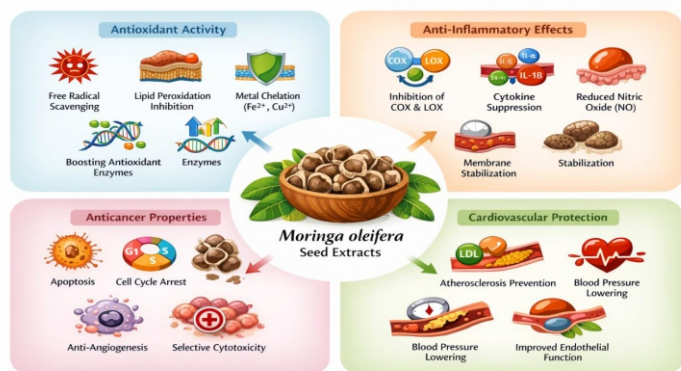 Antioxidant Activity
Free Radical
Scavenging
Lipid Peroxidation
Inhibition
Metal Chelation
(Fe²⁺, Cu²⁺)
Boosting Antioxidant
Enzymes
Enzymes
Anti-Inflammatory Effects
COX
LOX
IL-1B
Inhibition of
COX & LOX
Cytokine
Suppression
Reduced Nitric
Oxide (NO)
Membrane
Stabilization
Stabilization
Moringa oleifera
Seed Extracts
Anticancer Properties
G1
S
S
Apoptosis
Cell Cycle Arrest
Anti-Angiogenesis
Selective Cytotoxicity
Cardiovascular Protection
LDL
Atherosclerosis Prevention
Blood Pressure
Lowering
Blood Pressure
Lowering
Improved Endothelial
Function